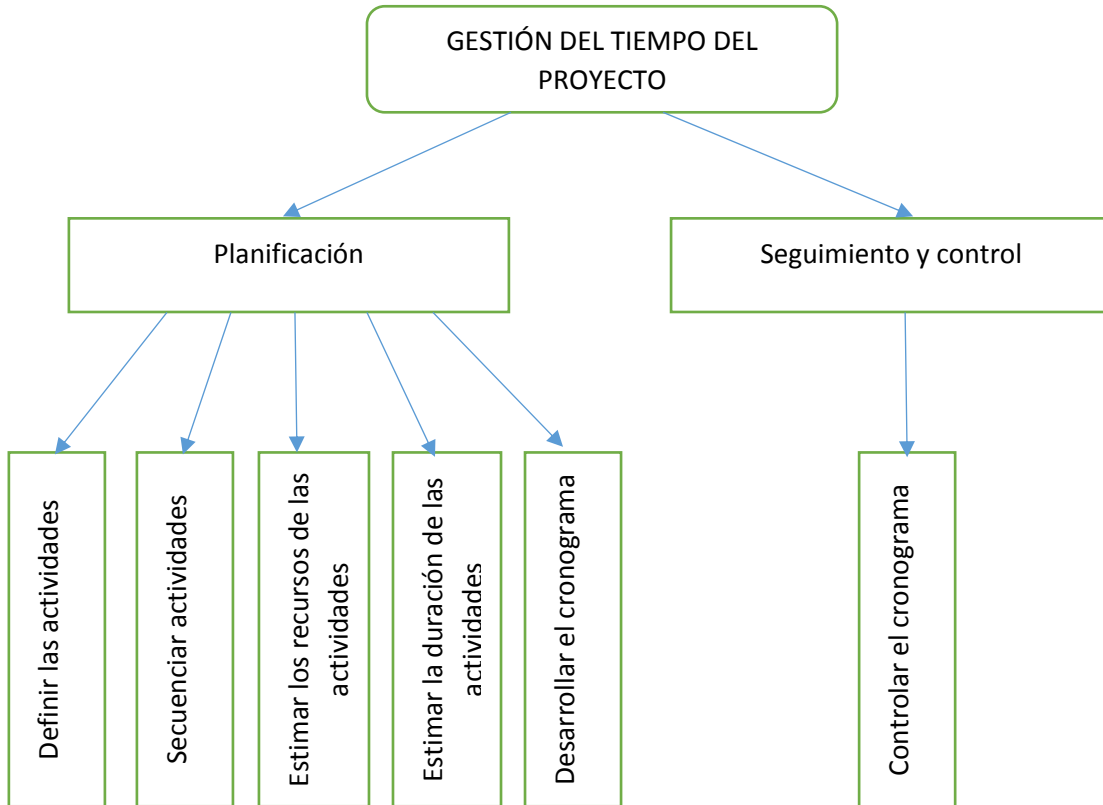 GESTIÓN DEL TIEMPO DEL
PROYECTO
Planificación
Seguimiento y control
Definir las actividades
Secuenciar actividades
Estimar los recursos de las
actividades
Estimar la duración de las
actividades
Desarrollar el cronograma
Controlar el cronograma